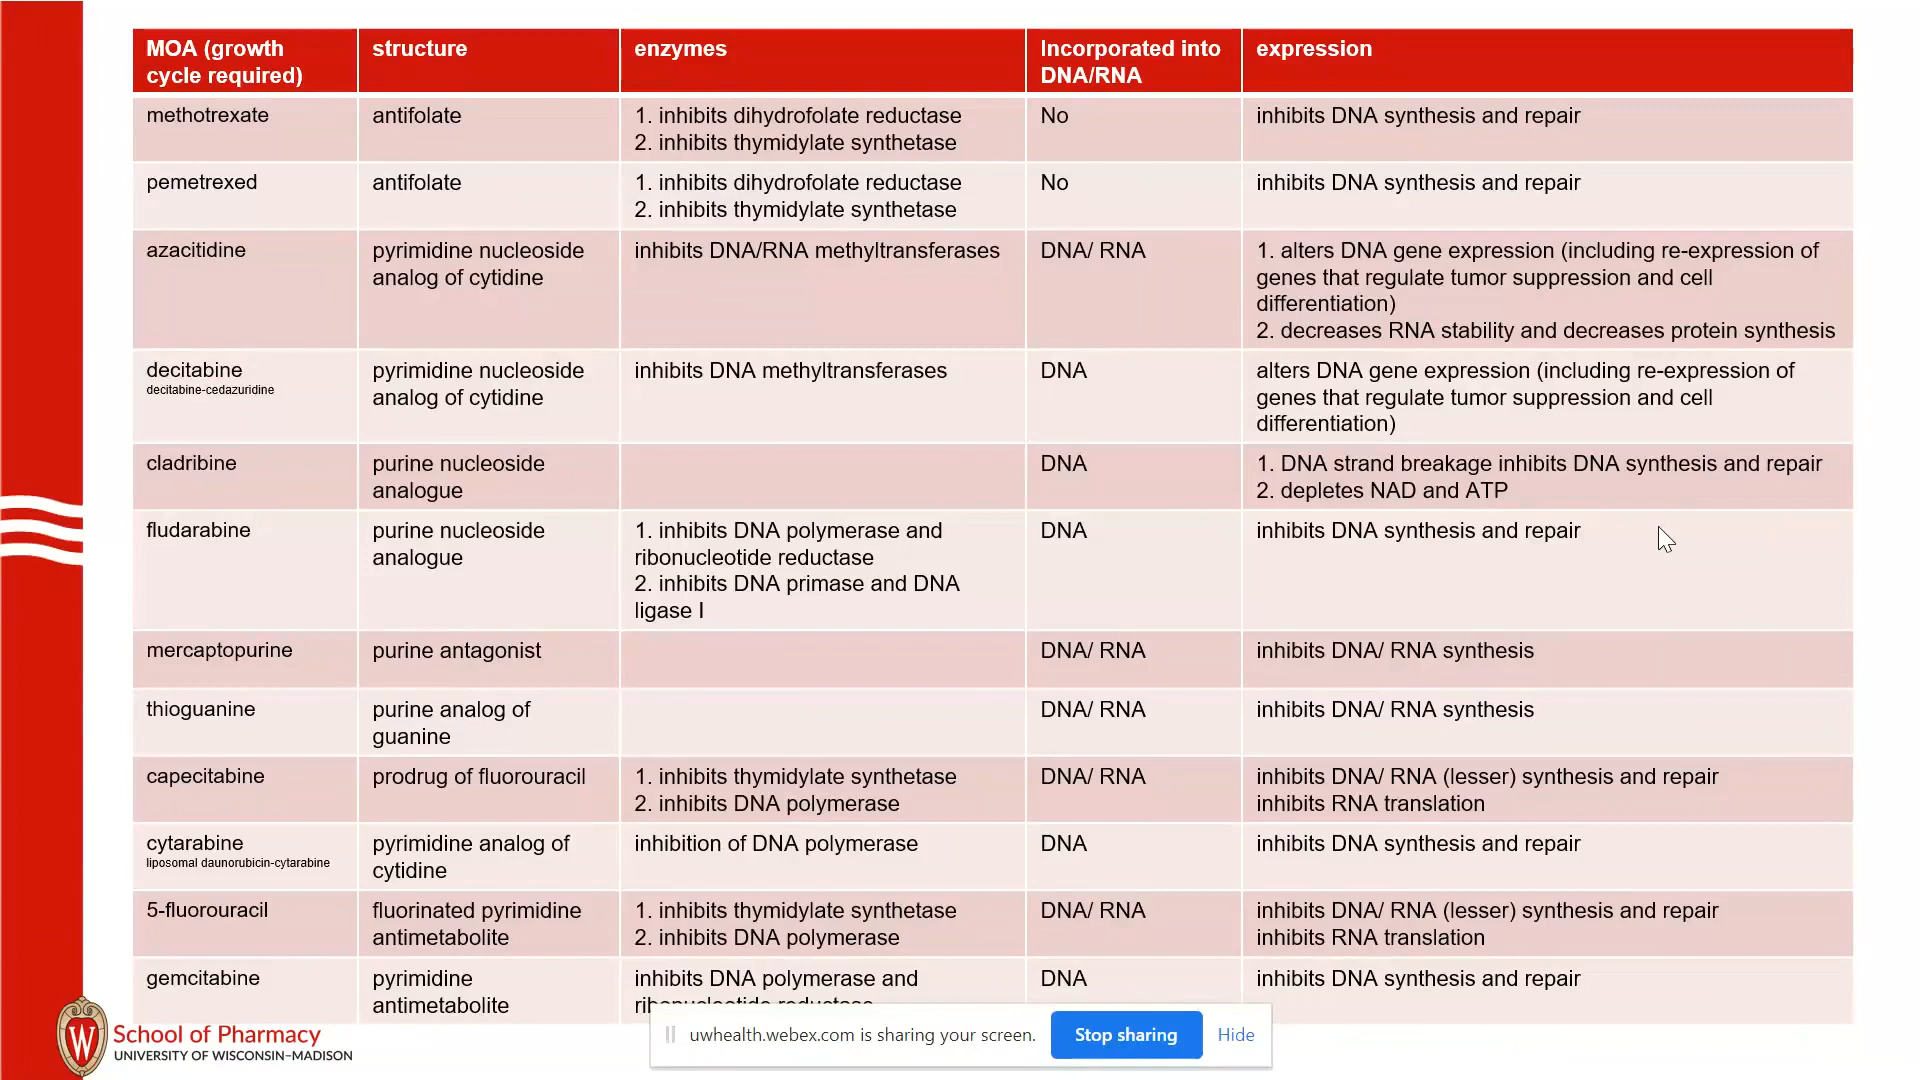 MOA (growth cycle required) structure enzymes Incorporated into DNA/RNA expression
methotrexate antifolate 1. inhibits dihydrofolate reductase No inhibits DNA synthesis and repair
2. inhibits thymidylate synthetase
pemetrexed antifolate 1. inhibits dihydrofolate reductase No inhibits DNA synthesis and repair
2. inhibits thymidylate synthetase
azacitidine pyrimidine nucleoside inhibits DNA/RNA methyltransferases DNA/ RNA 1. alters DNA gene expression (including re-expression of
analog of cytidine genes that regulate tumor suppression and cell
differentiation)
2. decreases RNA stability and decreases protein synthesis
decitabine pyrimidine nucleoside inhibits DNA methyltransferases DNA alters DNA gene expression (including re-expression of
decitabine-cedazuridine analog of cytidine genes that regulate tumor suppression and cell
differentiation)
cladribine purine nucleoside DNA 1. DNA strand breakage inhibits DNA synthesis and repair
analogue 2. depletes NAD and ATP
fludarabine purine nucleoside 1. inhibits DNA polymerase and DNA inhibits DNA synthesis and repair
analogue ribonucleotide reductase
2. inhibits DNA primase and DNA
ligase I
mercaptopurine purine antagonist DNA/ RNA inhibits DNA/ RNA synthesis
thioguanine purine analog of DNA/ RNA inhibits DNA/ RNA synthesis
guanine
capecitabine prodrug of fluorouracil 1. inhibits thymidylate synthetase DNA/ RNA inhibits DNA/ RNA (lesser) synthesis and repair
2. inhibits DNA polymerase inhibits RNA translation
cytarabine pyrimidine analog of inhibition of DNA polymerase DNA inhibits DNA synthesis and repair
liposomal daunorubicin-cytarabine cytidine
5-fluorouracil fluorinated pyrimidine 1. inhibits thymidylate synthetase DNA/ RNA inhibits DNA/ RNA (lesser) synthesis and repair
antimetabolite 2. inhibits DNA polymerase inhibits RNA translation
gemcitabine pyrimidine inhibits DNA polymerase and DNA inhibits DNA synthesis and repair
antimetabolite ribonucleotide reductase
W School of Pharmacy
UNIVERSITY OF WISCONSIN–MADISON
uwhealth.webex.com is sharing your screen. Stop sharing Hide